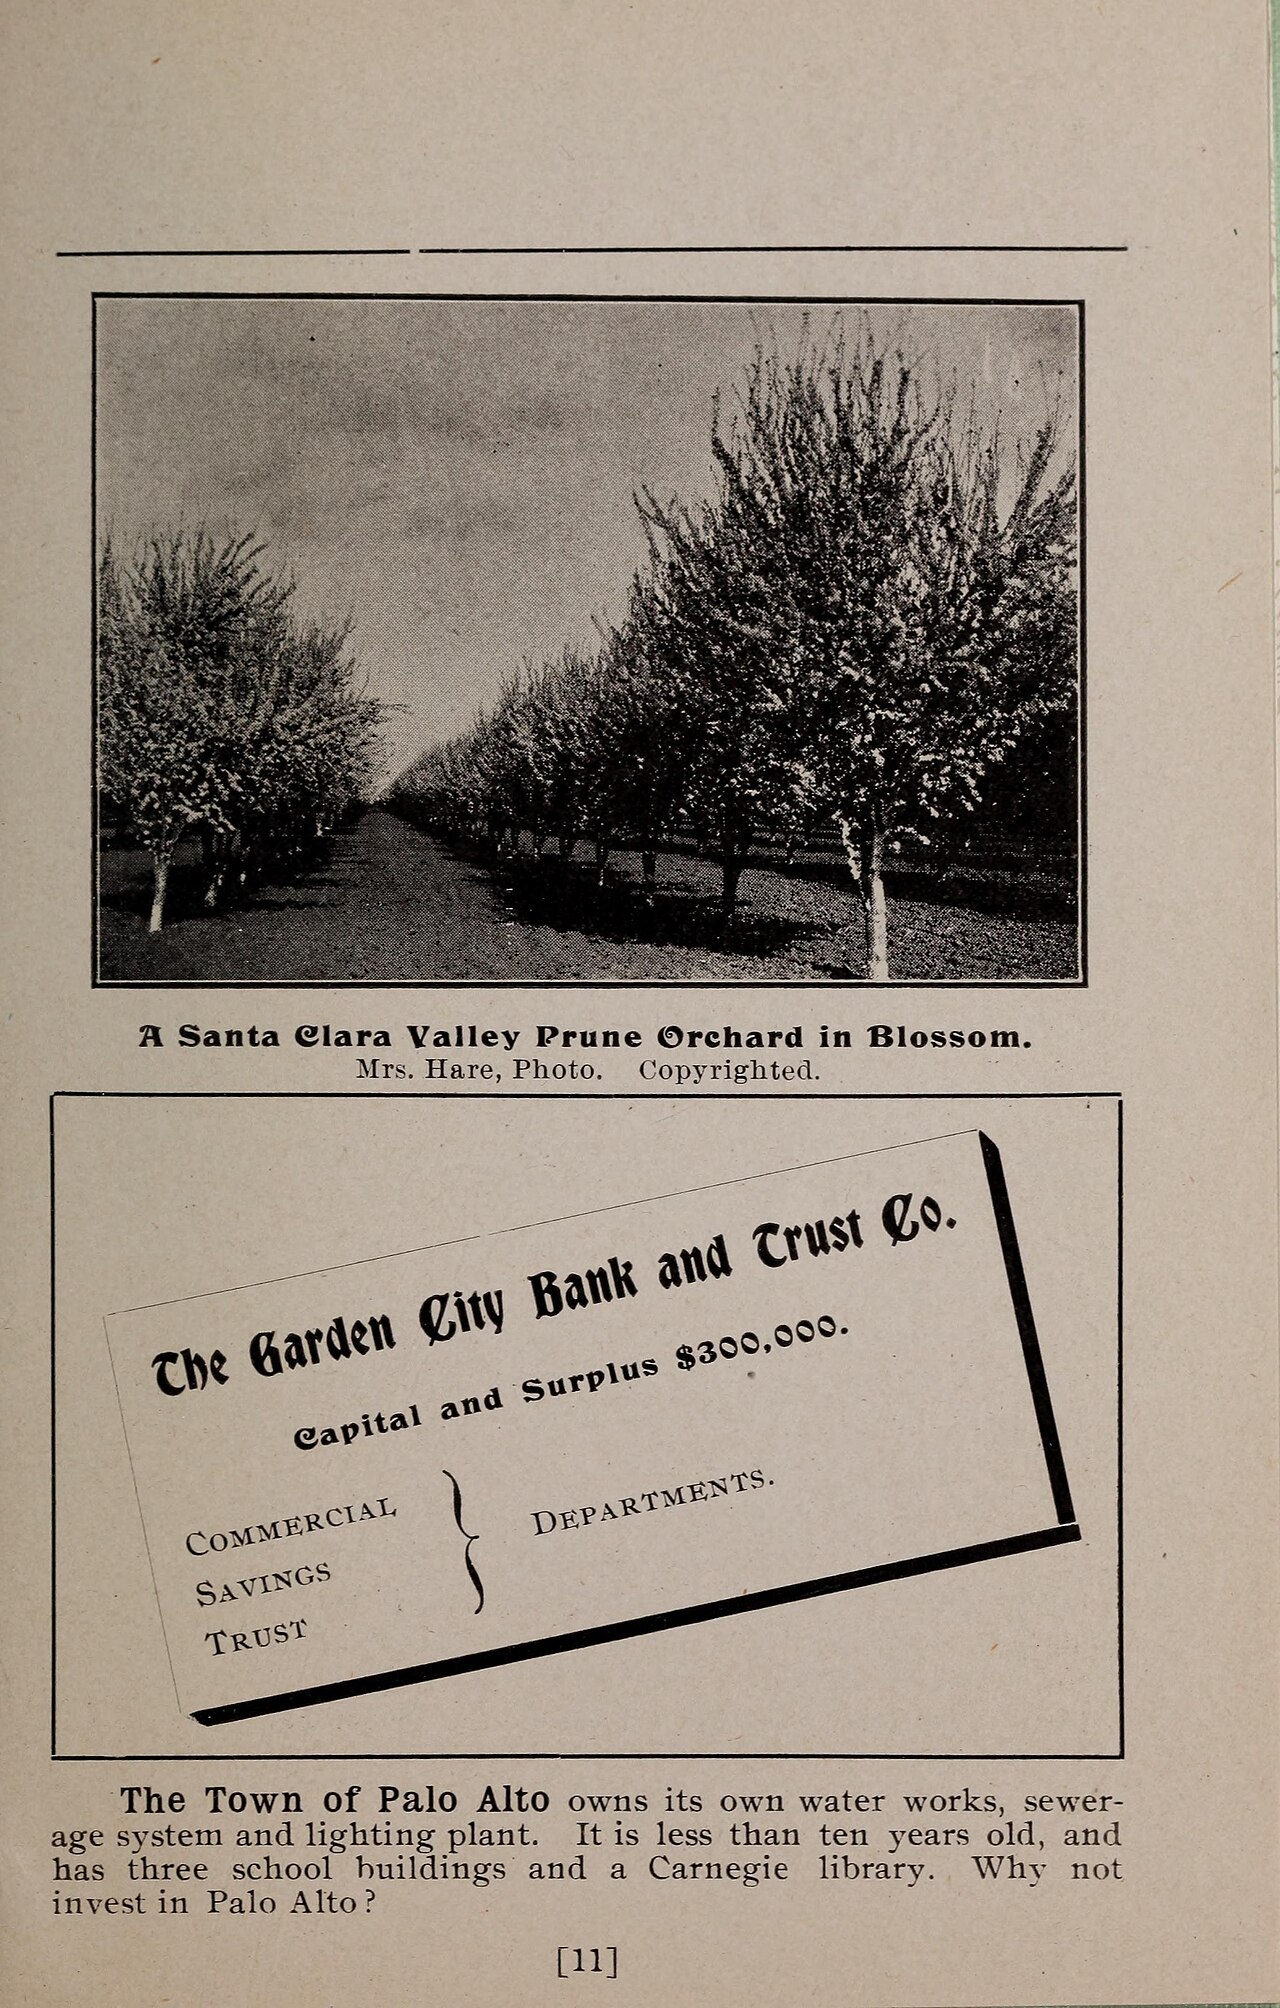 A Santa Clara Valley Prune Orchard in Blossom.
Mrs. Hare, Photo. Copyrighted.
The Garden City Bank and Trust Co.
Capital and Surplus $300,000.
COMMERCIAL
SAVINGS
TRUST
} DEPARTMENTS.
The Town of Palo Alto owns its own water works, sewer-
age system and lighting plant. It is less than ten years old, and
has three school buildings and a Carnegie library. Why not
invest in Palo Alto?
[11]